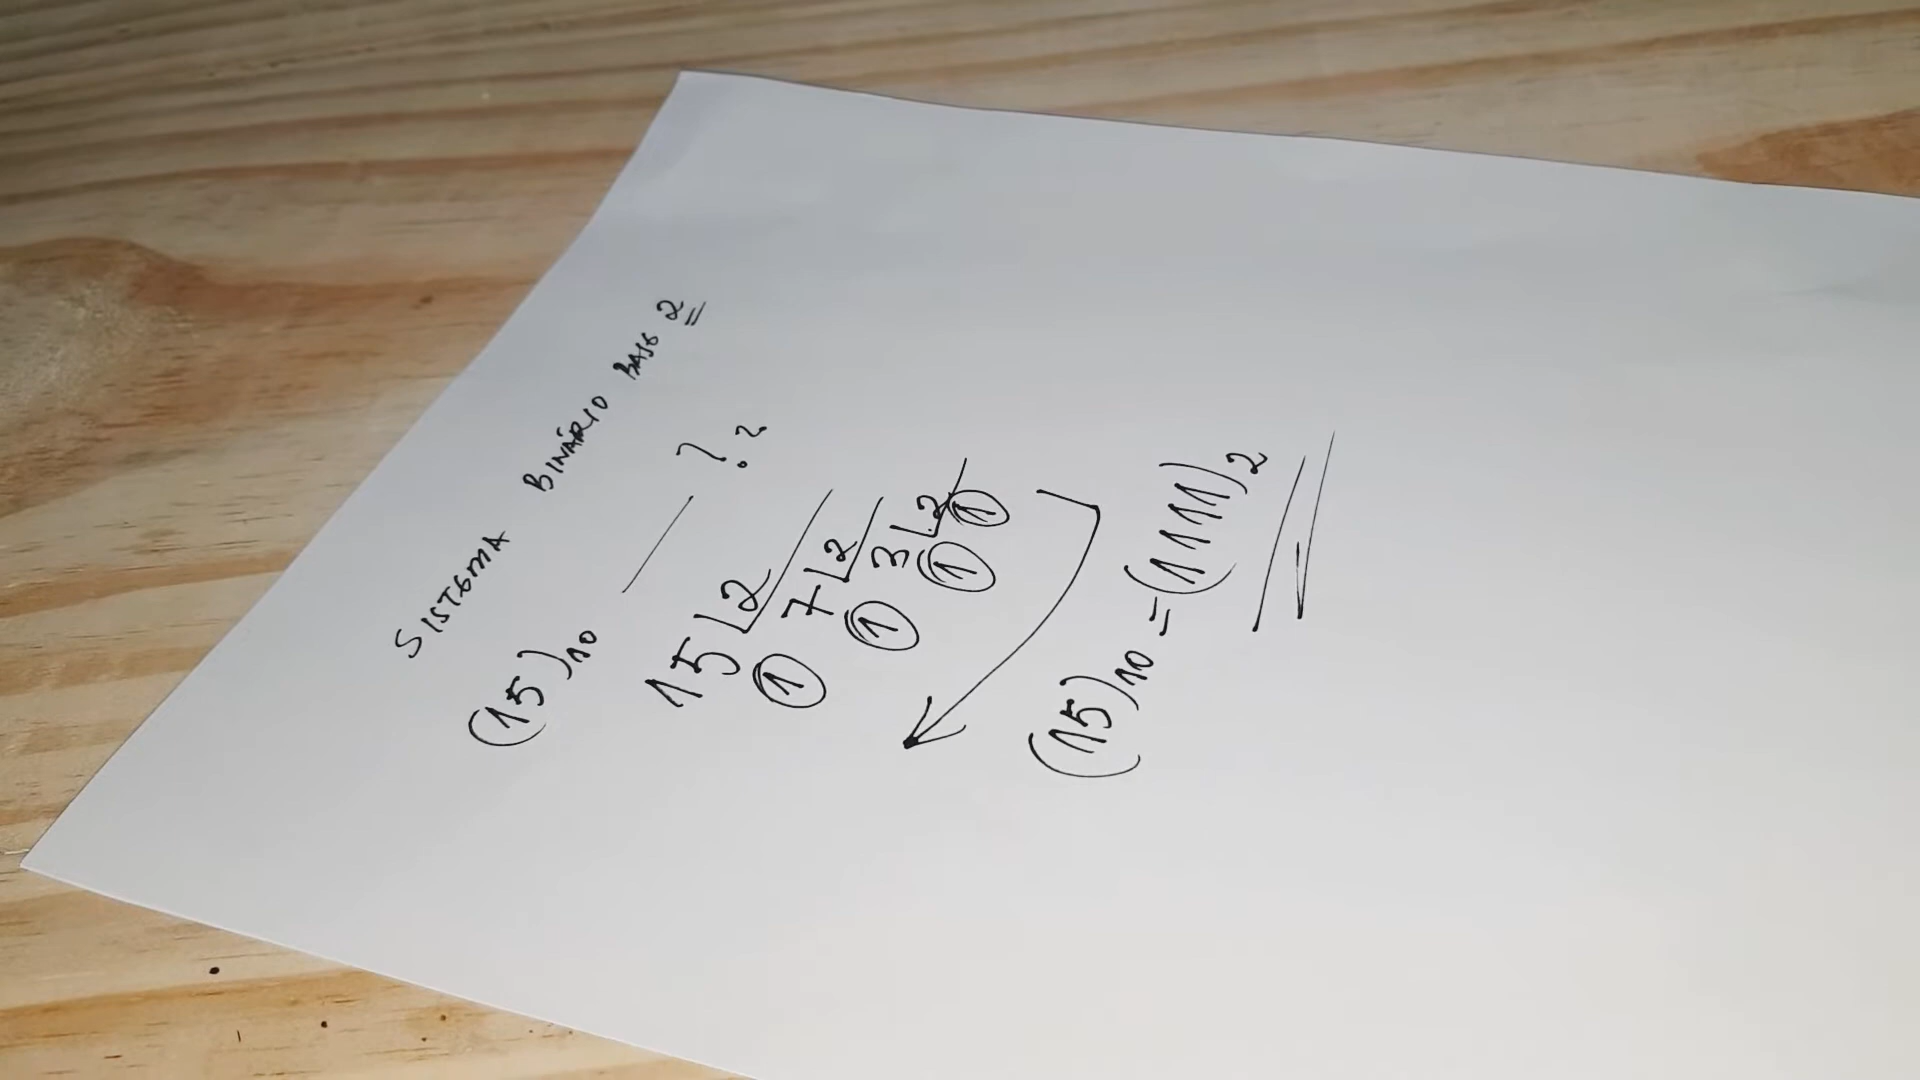 SISTEMA BINÁRIO BASE 2
(15)10 — ?2
15 2
1 7 2
1 3 2
1 1
(15)10 = (1111)2